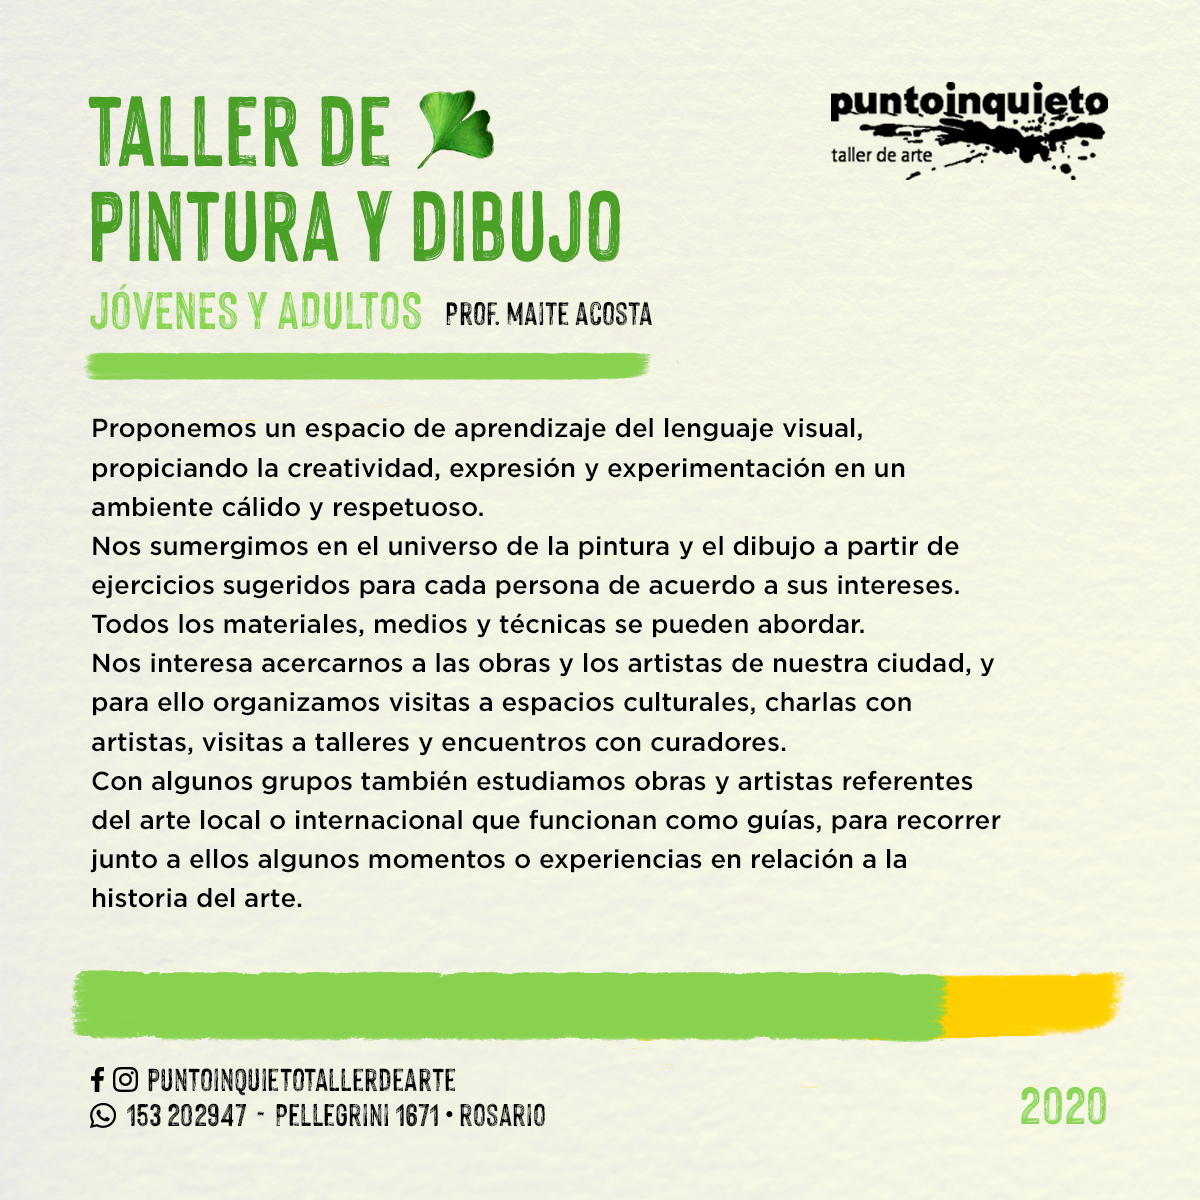 TALLER DE
PINTURA Y DIBUJO
JÓVENES Y ADULTOS PROF. MAITE ACOSTA
puntoinquieto
taller de arte
Proponemos un espacio de aprendizaje del lenguaje visual,
propiciando la creatividad, expresión y experimentación en un
ambiente cálido y respetuoso.
Nos sumergimos en el universo de la pintura y el dibujo a partir de
ejercicios sugeridos para cada persona de acuerdo a sus intereses.
Todos los materiales, medios y técnicas se pueden abordar.
Nos interesa acercarnos a las obras y los artistas de nuestra ciudad, y
para ello organizamos visitas a espacios culturales, charlas con
artistas, visitas a talleres y encuentros con curadores.
Con algunos grupos también estudiamos obras y artistas referentes
del arte local o internacional que funcionan como guías, para recorrer
junto a ellos algunos momentos o experiencias en relación a la
historia del arte.
PUNTOINQUIETOTALLERDEARTE
153 202947 - PELLEGRINI 1671 • ROSARIO
2020